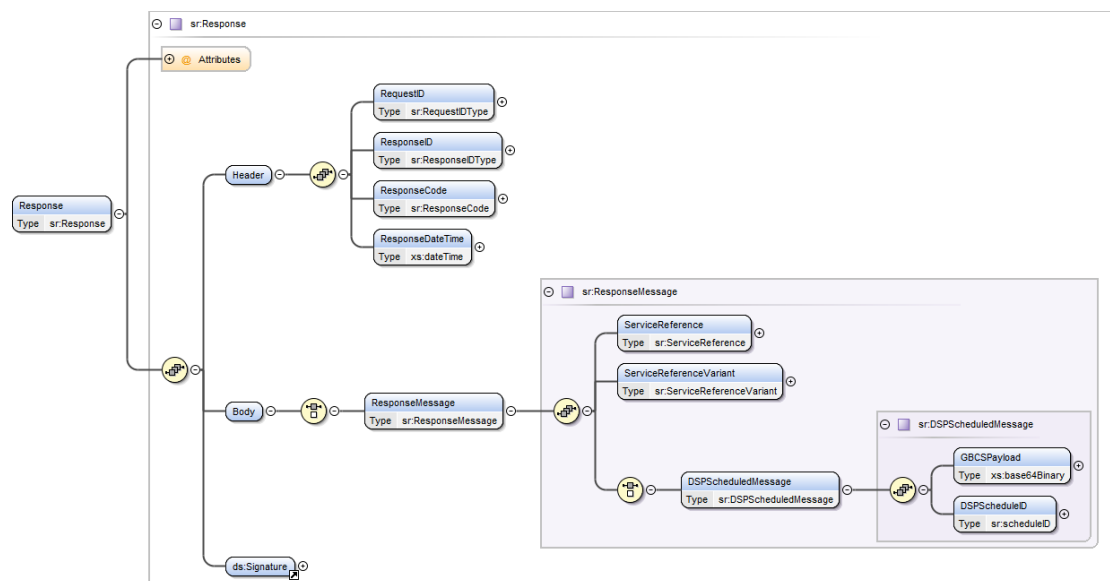 sr:Response
@ Attributes
RequestID
Type sr:RequestIDType
ResponseID
Type sr:ResponseIDType
Header
ResponseCode
Type sr:ResponseCode
Response
Type sr:Response
ResponseDateTime
Type xs:dateTime
sr:ResponseMessage
ServiceReference
Type sr:ServiceReference
ServiceReferenceVariant
Type sr:ServiceReferenceVariant
Body
ResponseMessage
Type sr:ResponseMessage
sr:DSPScheduledMessage
GBCSPayload
Type xs:base64Binary
DSPScheduledMessage
Type sr:DSPScheduledMessage
DSPScheduleID
Type sr:scheduleID
ds:Signature